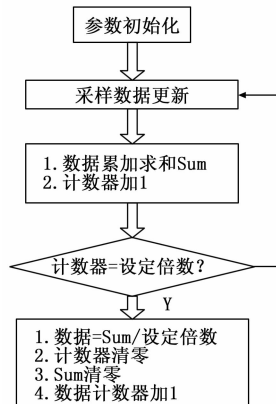 参数初始化
采样数据更新
1.数据累加求和Sum
2.计数器加1
计数器=设定倍数？
Y
1.数据=Sum/设定倍数
2.计数器清零
3.Sum清零
4.数据计数器加1